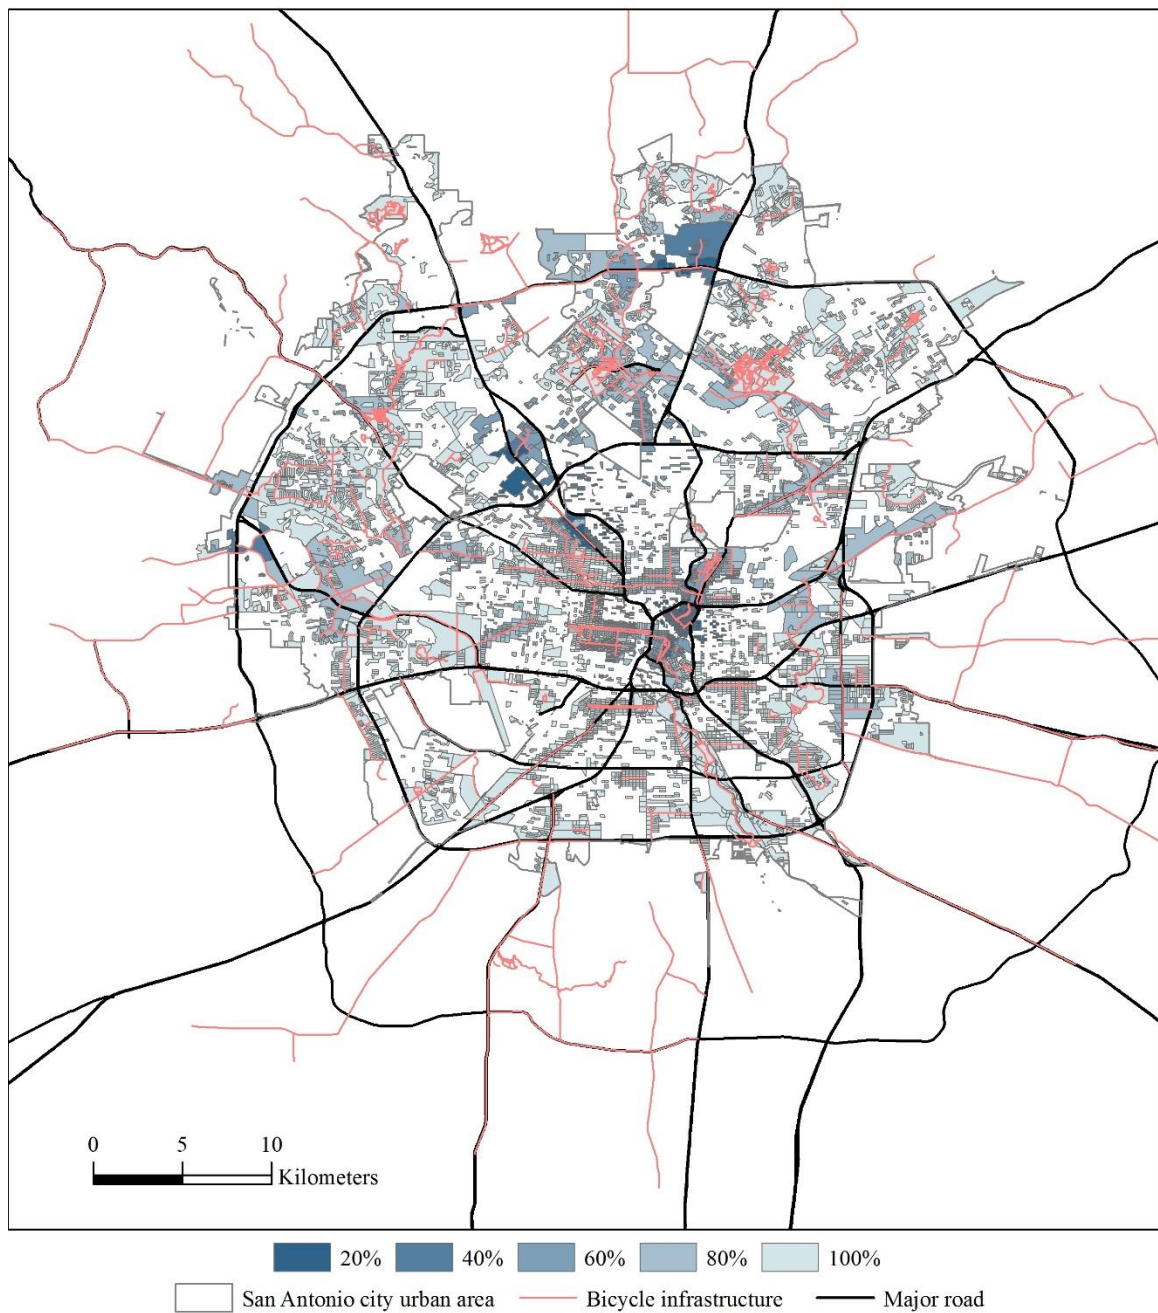 0 5 10
Kilometers
20% 40% 60% 80% 100%
San Antonio city urban area Bicycle infrastructure Major road